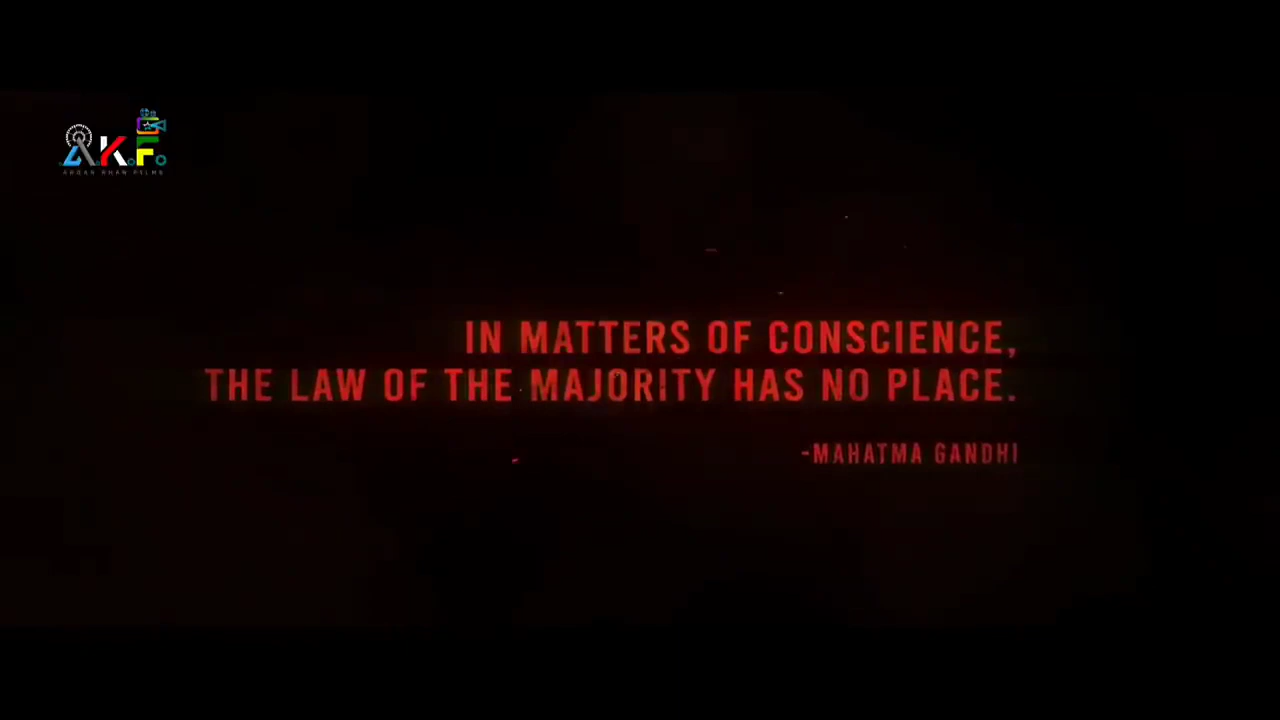 A.K.F.
IN MATTERS OF CONSCIENCE,
THE LAW OF THE MAJORITY HAS NO PLACE.
-MAHATMA GANDHI